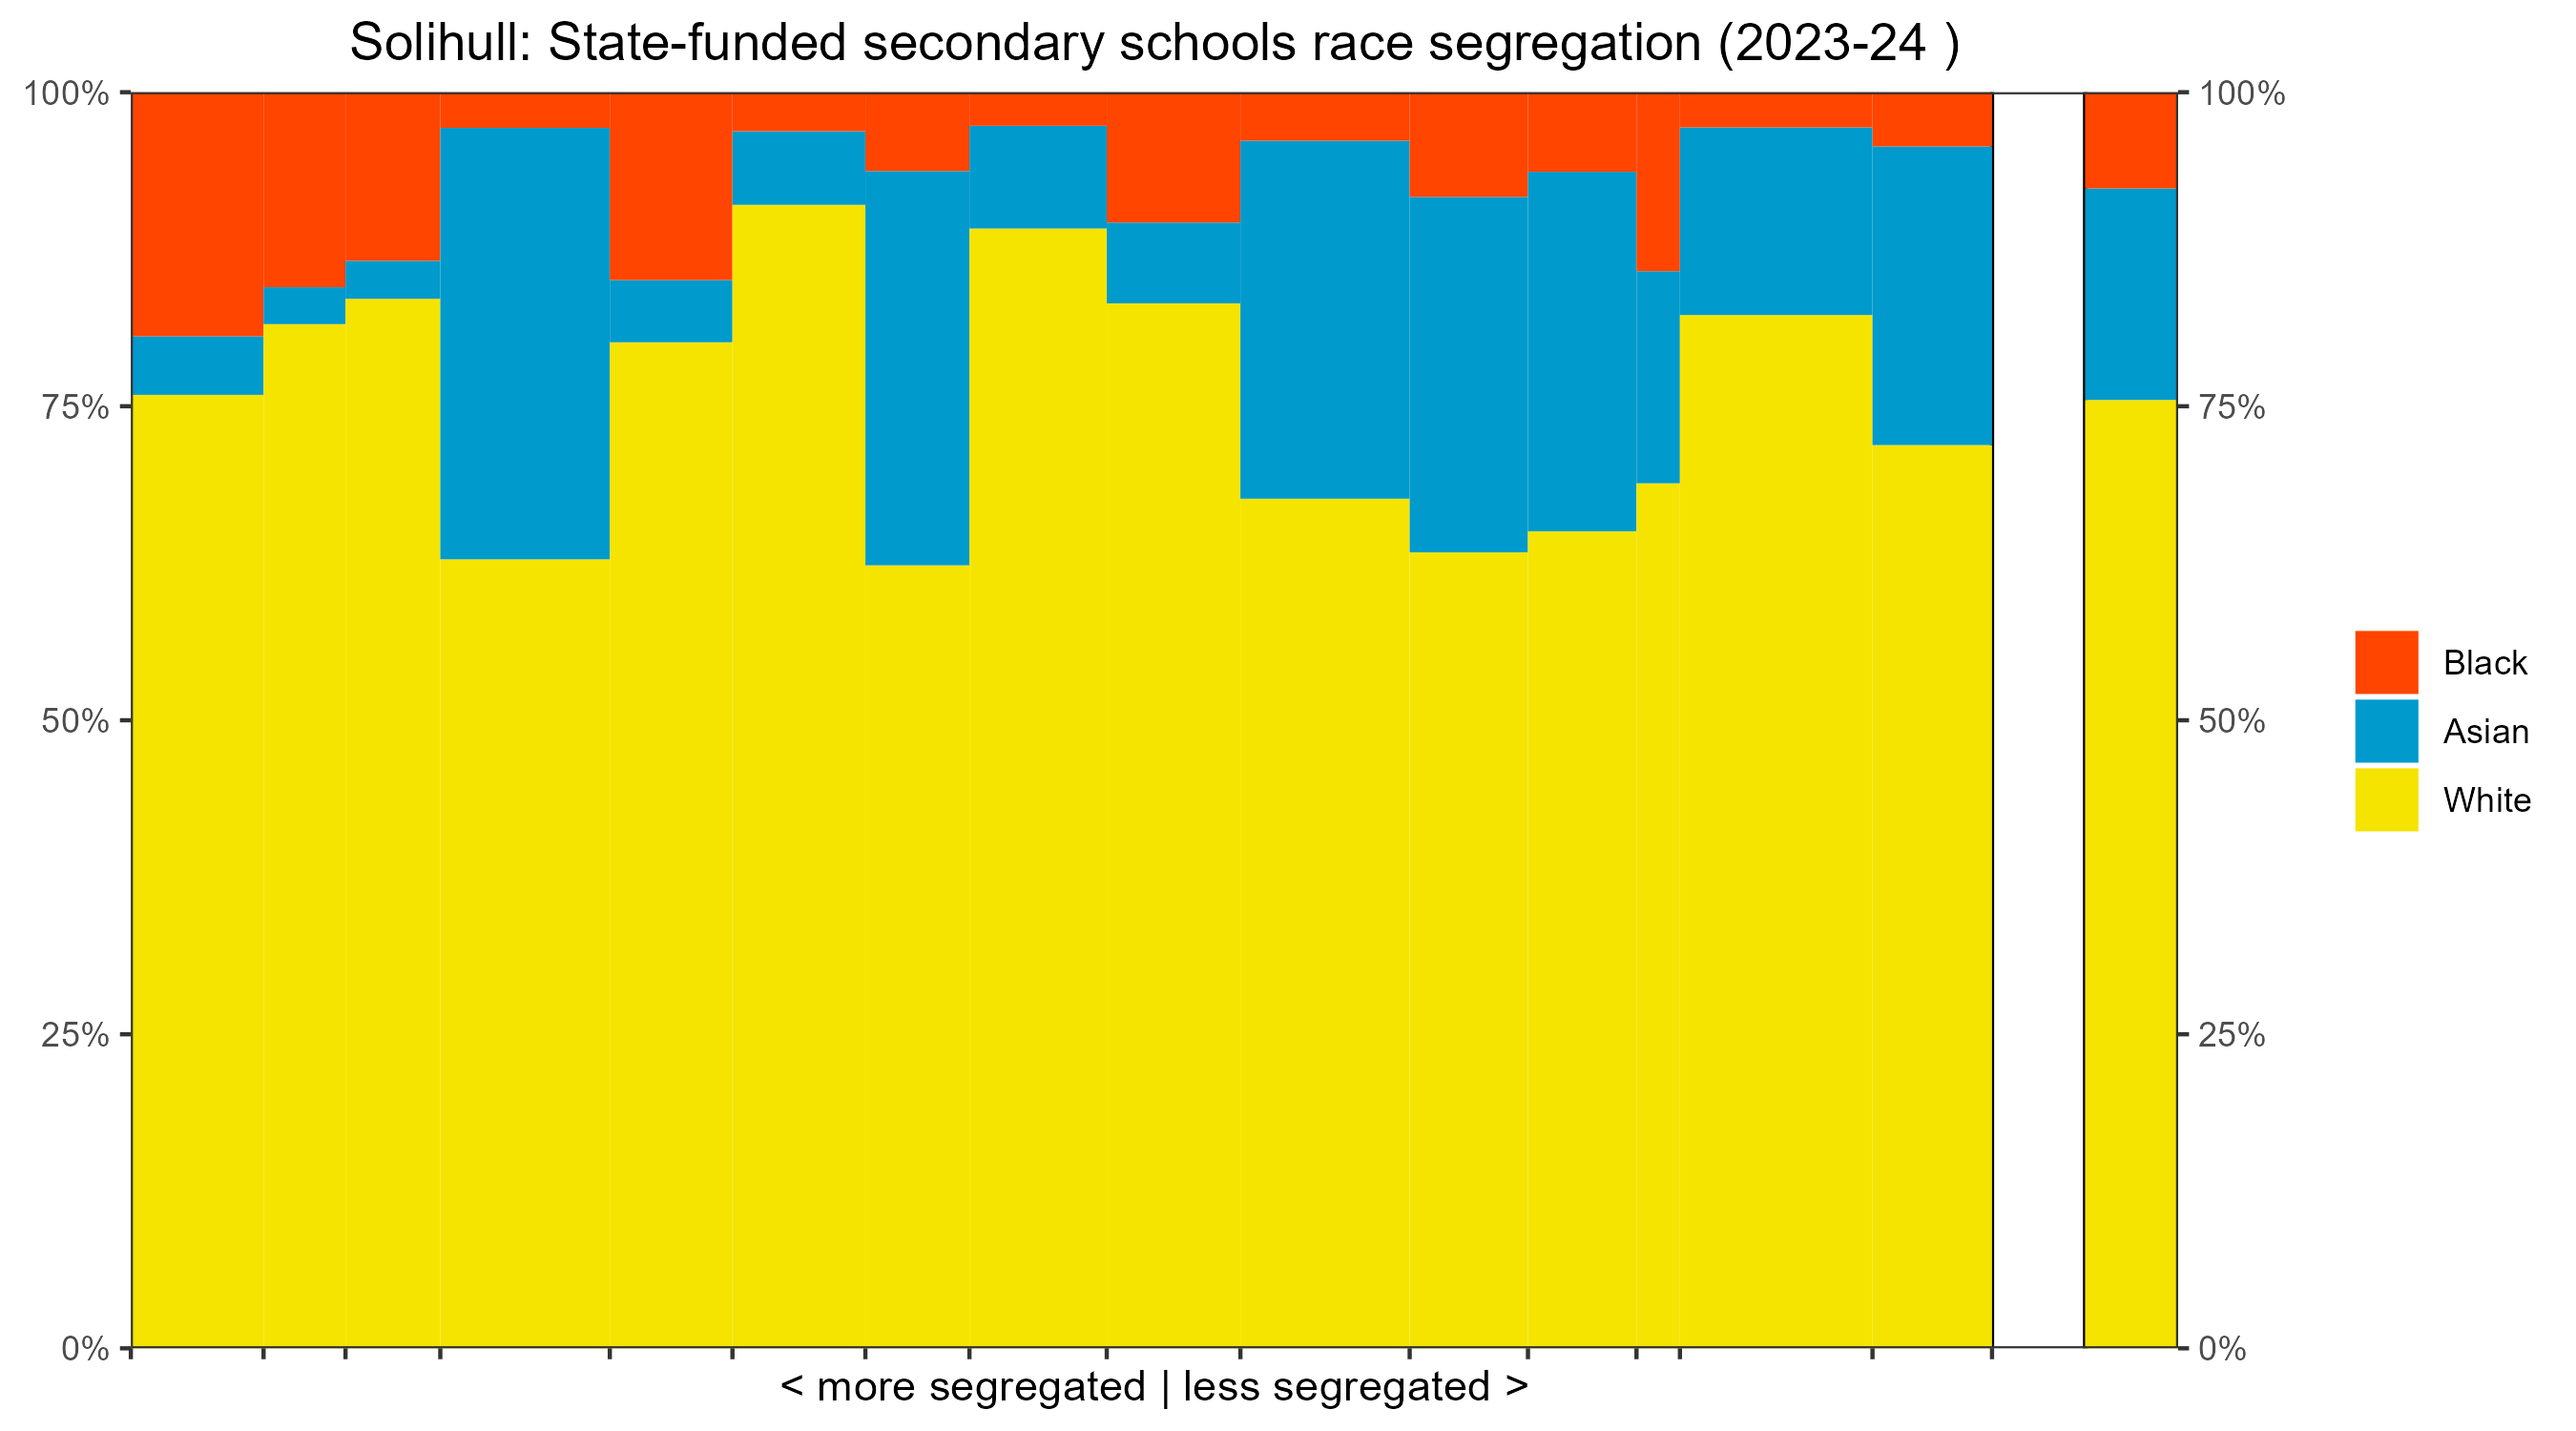 Solihull: State-funded secondary schools race segregation (2023-24 )
100%
100%
75%
75%
50%
50%
25%
25%
0%
0%
Black
Asian
White
< more segregated | less segregated >